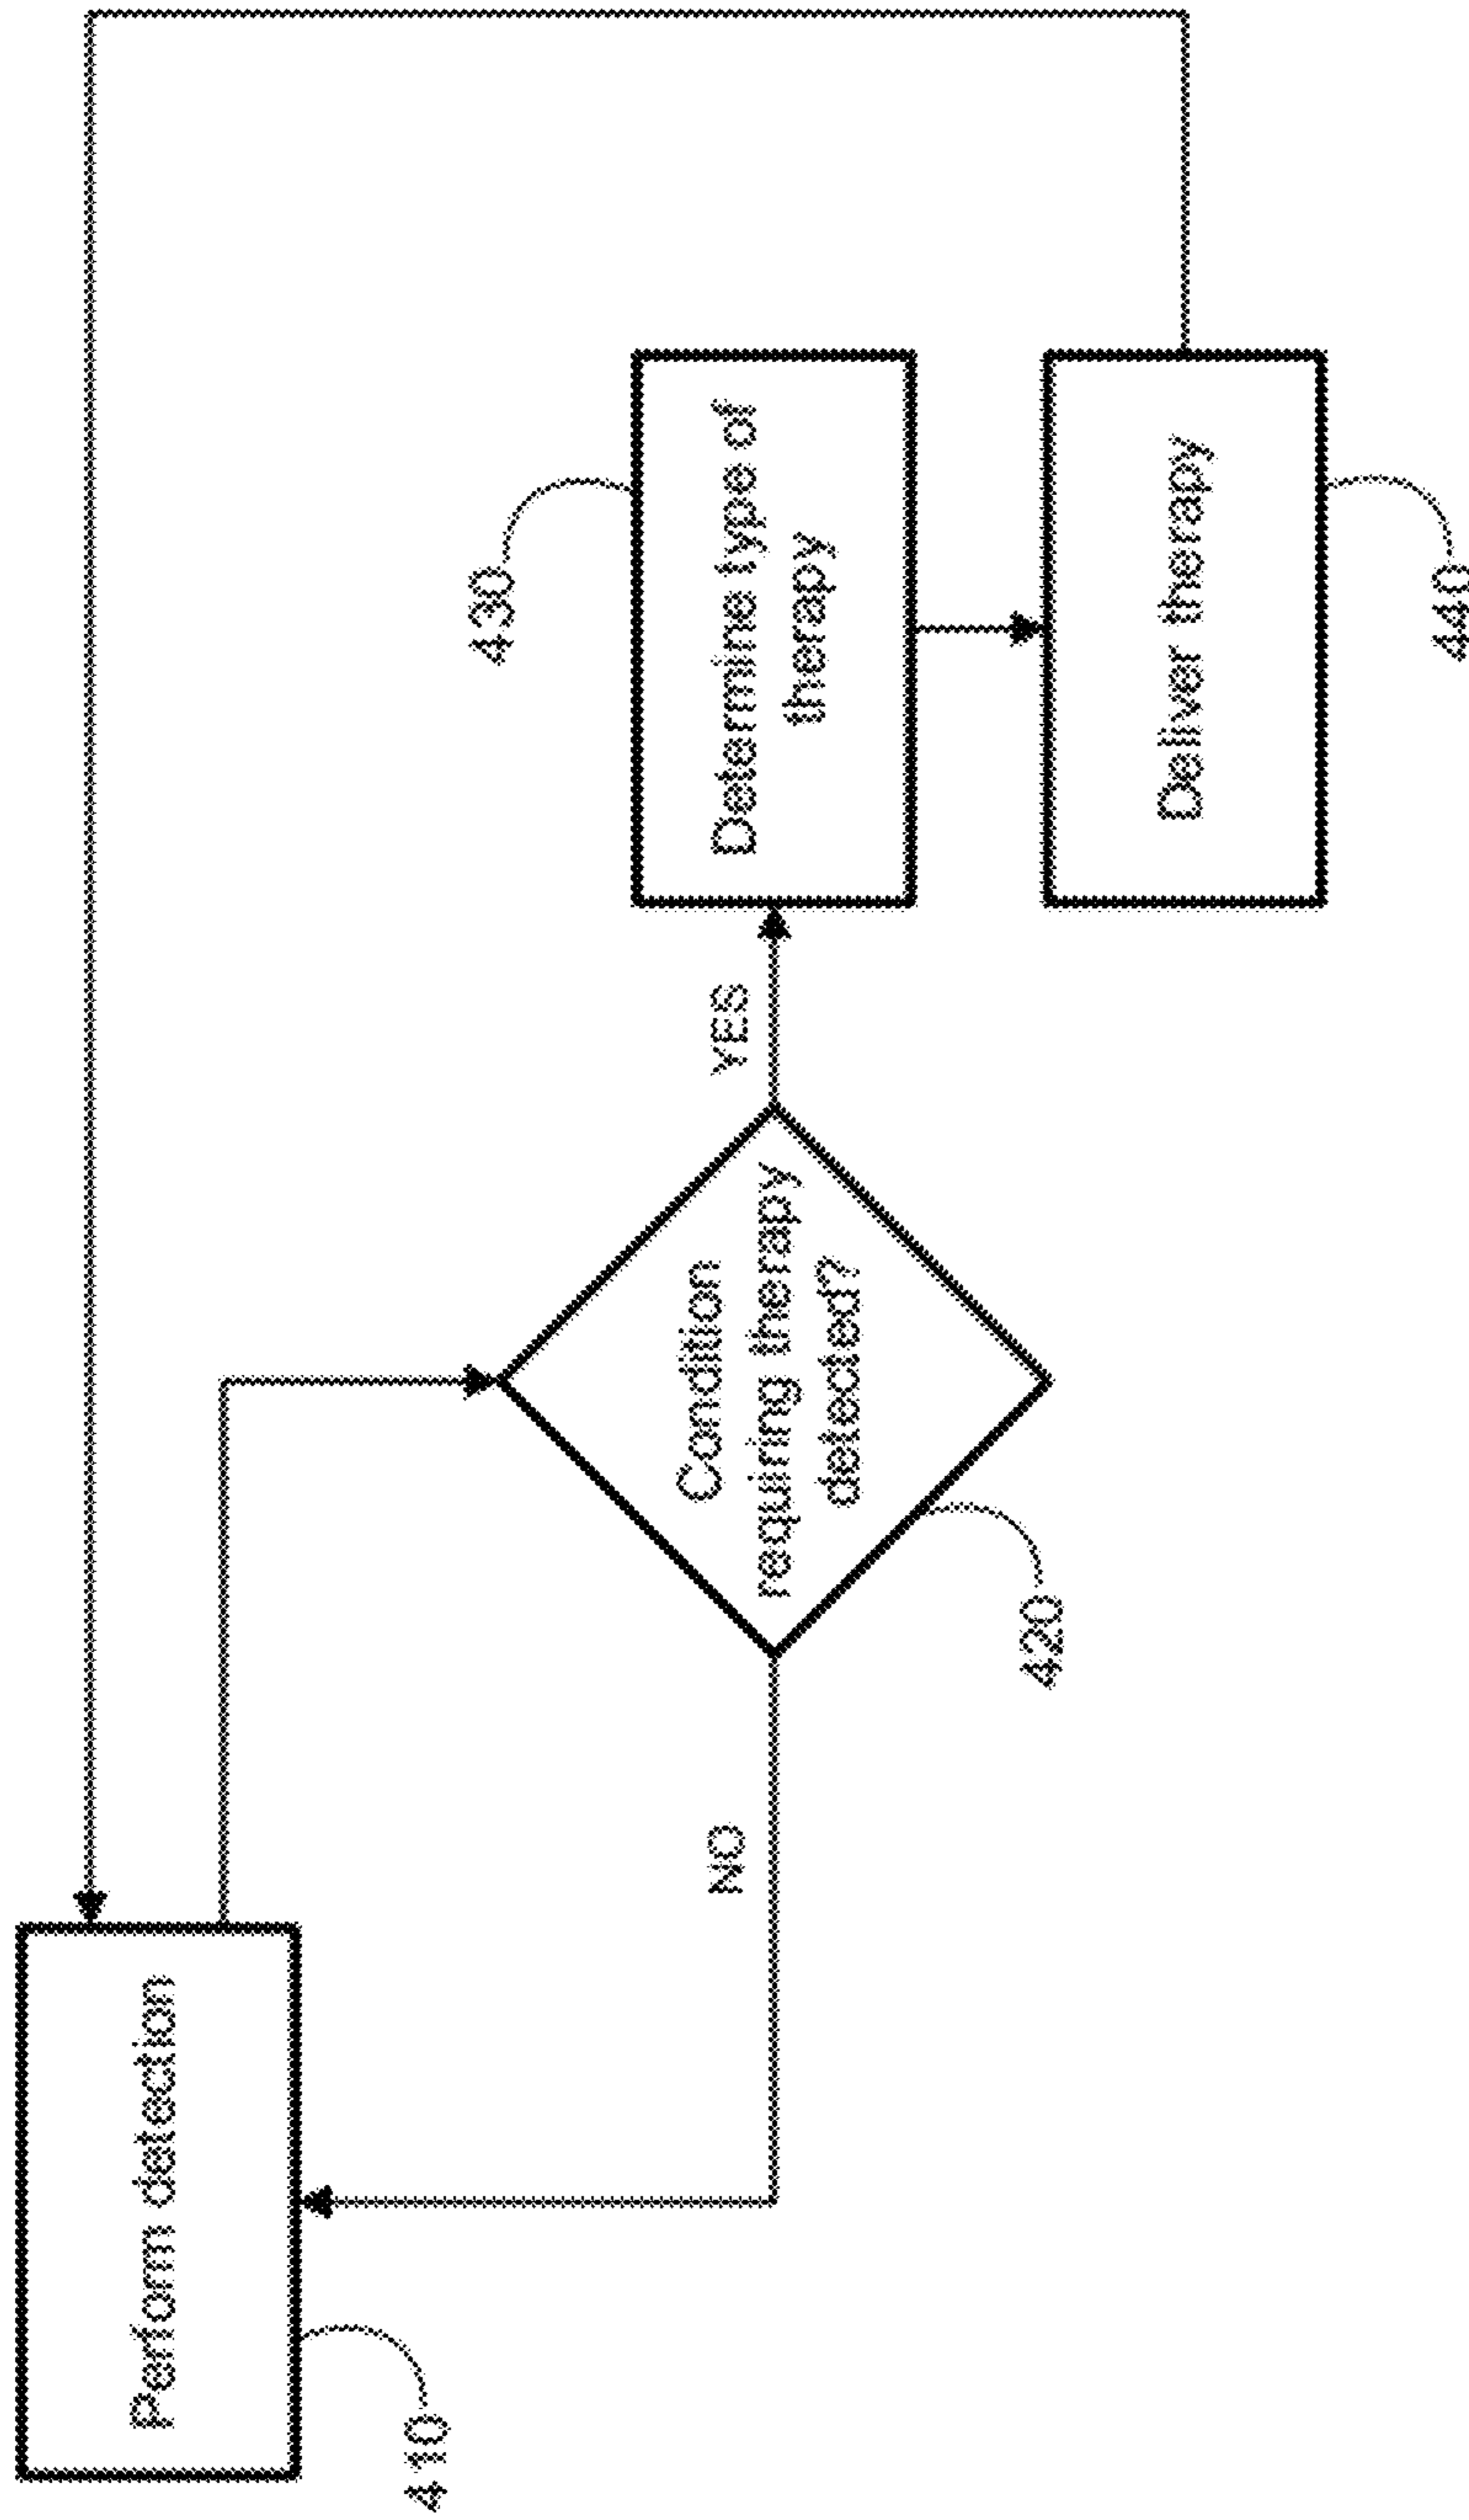 Perform detection
410
Condition
requiring therapy
detected?
420
NO
YES
430
Determine type of
therapy
Deliver therapy
440